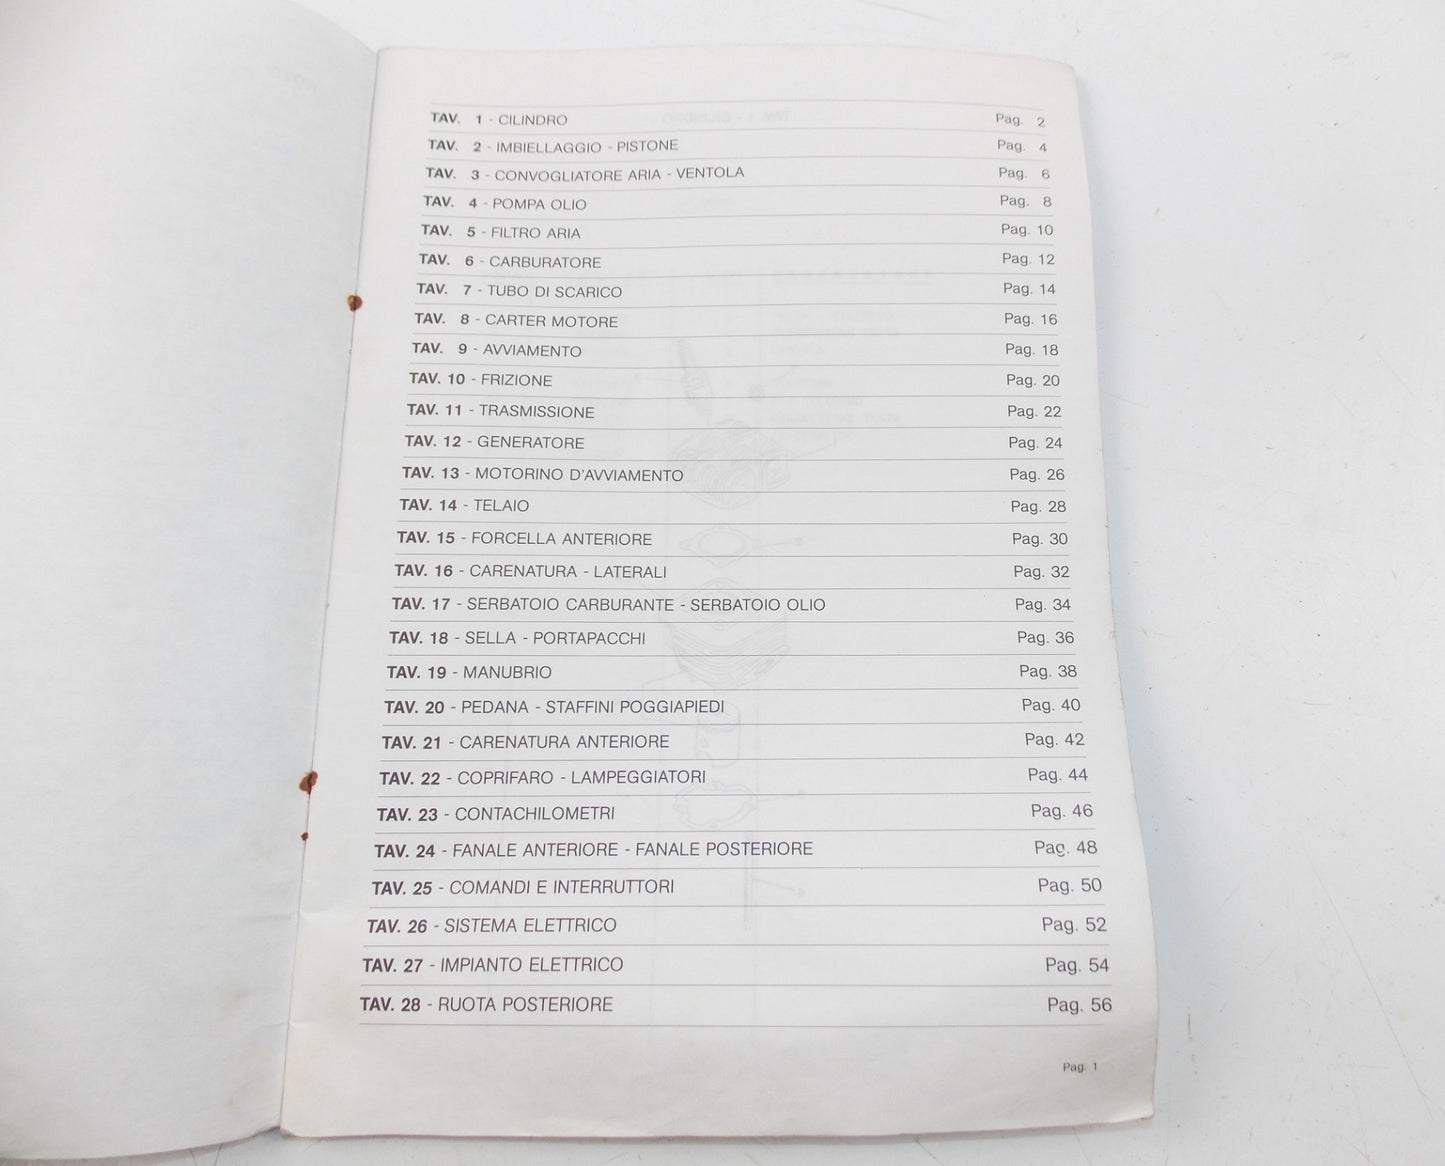 TAV. 1 - CILINDRO Pag. 2
TAV. 2 - IMBIELLAGGIO - PISTONE Pag. 4
TAV. 3 - CONVOGLIATORE ARIA - VENTOLA Pag. 6
TAV. 4 - POMPA OLIO Pag. 8
TAV. 5 - FILTRO ARIA Pag. 10
TAV. 6 - CARBURATORE Pag. 12
TAV. 7 - TUBO DI SCARICO Pag. 14
TAV. 8 - CARTER MOTORE Pag. 16
TAV. 9 - AVVIAMENTO Pag. 18
TAV. 10 - FRIZIONE Pag. 20
TAV. 11 - TRASMISSIONE Pag. 22
TAV. 12 - GENERATORE Pag. 24
TAV. 13 - MOTORINO D'AVVIAMENTO Pag. 26
TAV. 14 - TELAIO Pag. 28
TAV. 15 - FORCELLA ANTERIORE Pag. 30
TAV. 16 - CARENATURA - LATERALI Pag. 32
TAV. 17 - SERBATOIO CARBURANTE - SERBATOIO OLIO Pag. 34
TAV. 18 - SELLA - PORTAPACCHI Pag. 36
TAV. 19 - MANUBRIO Pag. 38
TAV. 20 - PEDANA - STAFFINI POGGIAPIEDI Pag. 40
TAV. 21 - CARENATURA ANTERIORE Pag. 42
TAV. 22 - COPRIFARO - LAMPEGGIATORI Pag. 44
TAV. 23 - CONTACHILOMETRI Pag. 46
TAV. 24 - FANALE ANTERIORE - FANALE POSTERIORE Pag. 48
TAV. 25 - COMANDI E INTERRUTTORI Pag. 50
TAV. 26 - SISTEMA ELETTRICO Pag. 52
TAV. 27 - IMPIANTO ELETTRICO Pag. 54
TAV. 28 - RUOTA POSTERIORE Pag. 56
Pag. 1